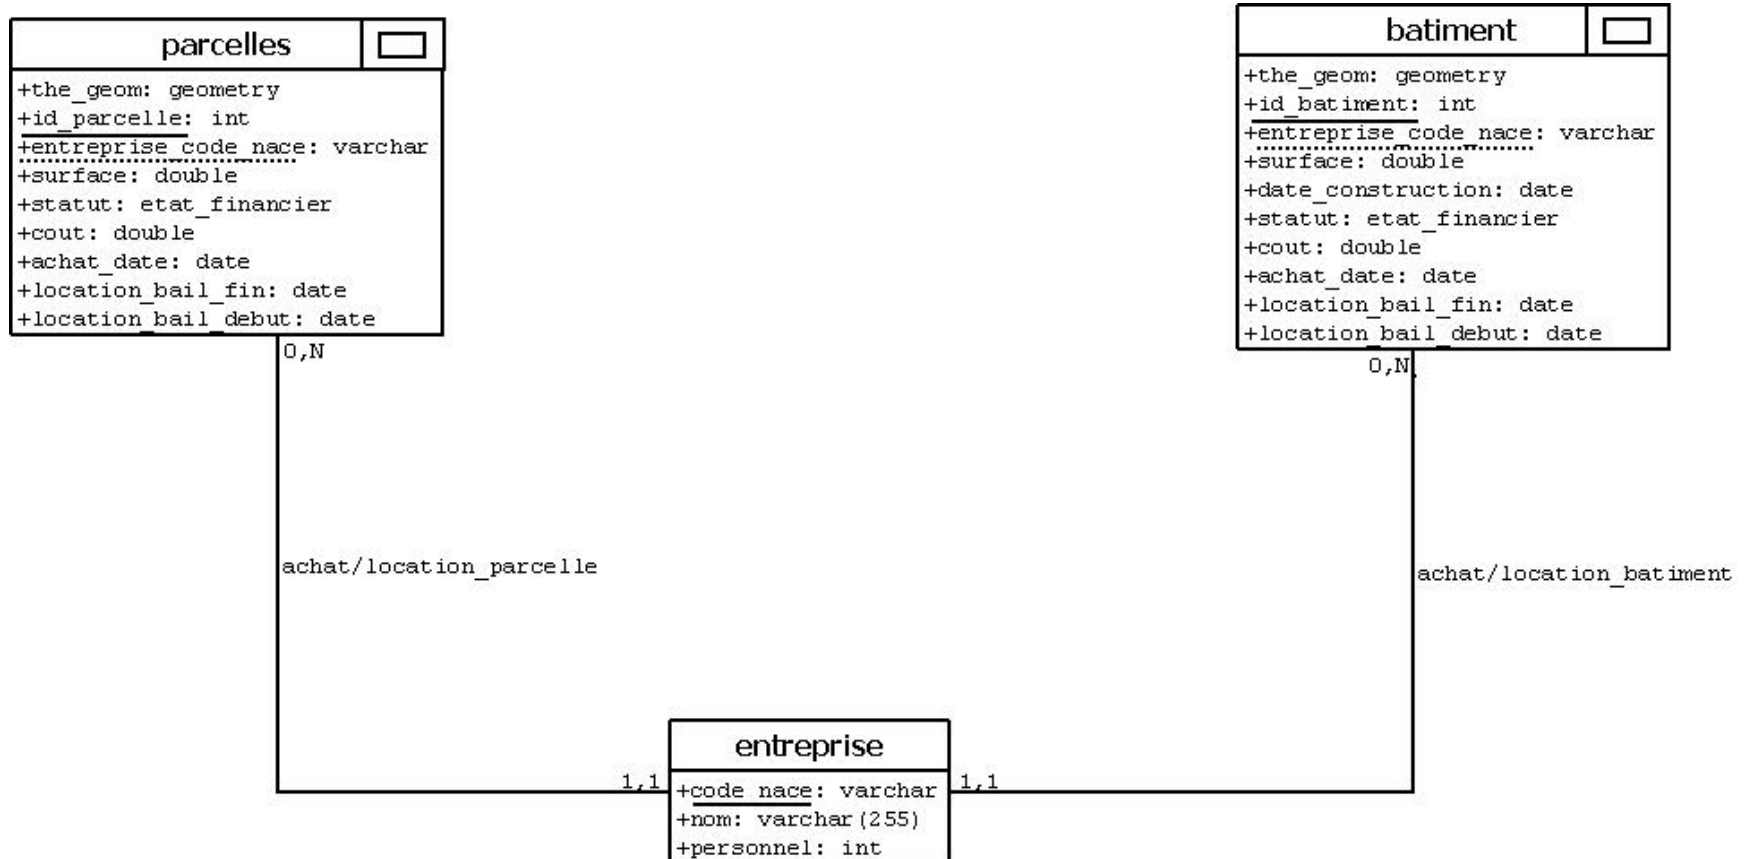 parcelles
+the_geom: geometry
+id_parcelle: int
+entreprise_code_nace: varchar
+surface: double
+statut: etat_financier
+cout: double
+achat_date: date
+location_bail_fin: date
+location_bail_debut: date
0,N
batiment
+the_geom: geometry
+id_batiment: int
+entreprise_code_nace: varchar
+surface: double
+date_construction: date
+statut: etat_financier
+cout: double
+achat_date: date
+location_bail_fin: date
+location_bail_debut: date
0,N
achat/location_parcelle
achat/location_batiment
entreprise
1,1
1,1
+code_nace: varchar
+nom: varchar(255)
+personnel: int